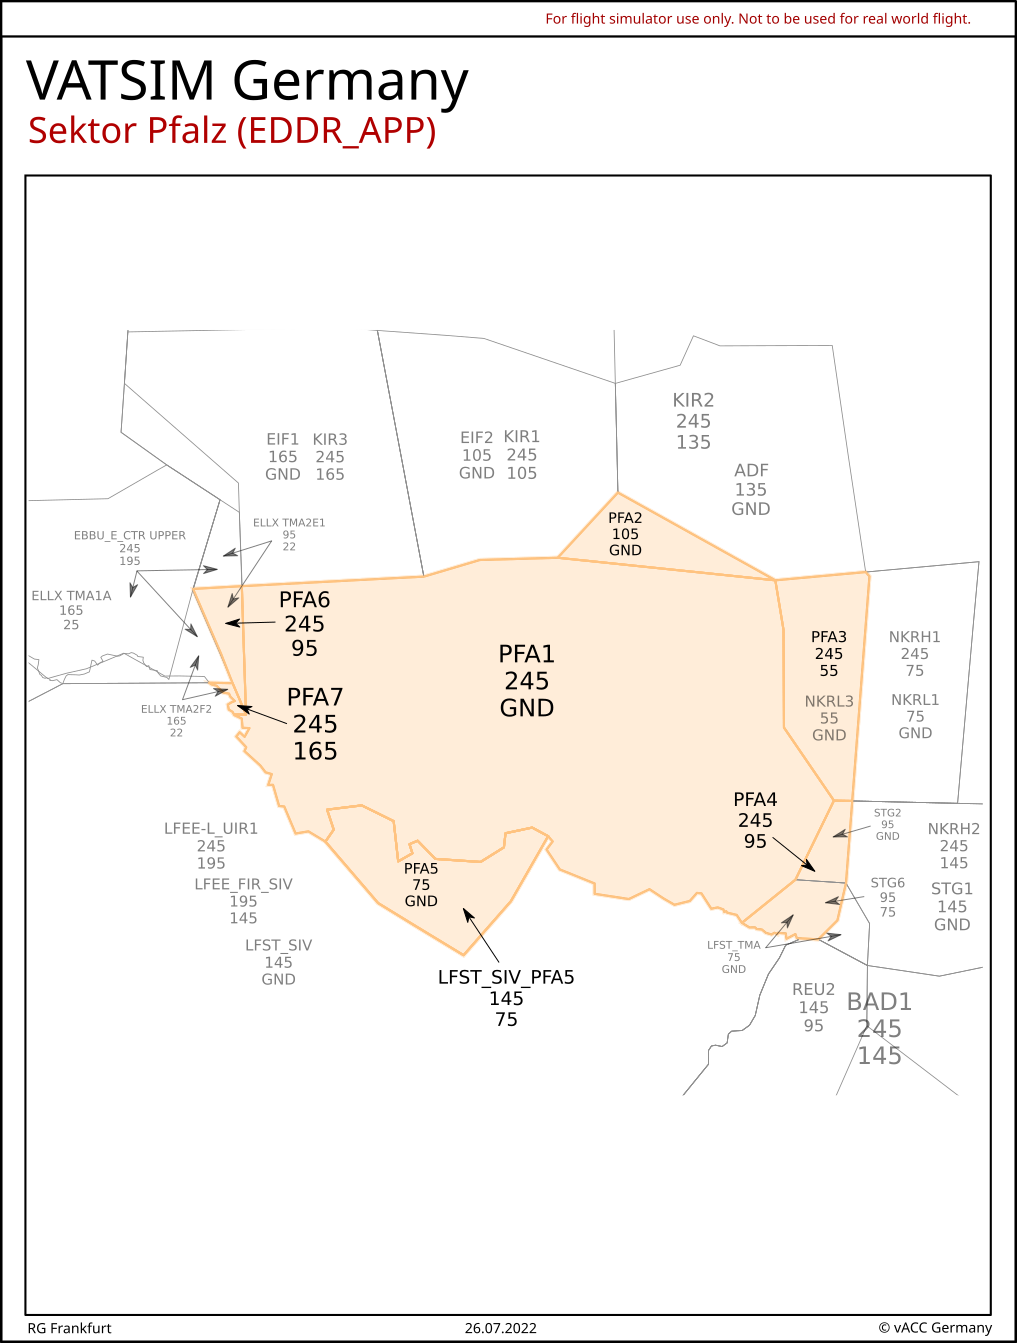 For flight simulator use only. Not to be used for real world flight.
VATSIM Germany
Sektor Pfalz (EDDR_APP)
KIR2
245
135
EIF1
165
GND
KIR3
245
165
EIF2
105
GND
KIR1
245
105
ADF
135
GND
PFA2
105
GND
ELLX TMA2E1
95
22
EBBU_E_CTR UPPER
245
195
ELLX TMA1A
165
25
PFA6
245
95
PFA1
245
GND
PFA3
245
55
NKRH1
245
75
PFA7
245
165
NKRL3
55
GND
NKRL1
75
GND
ELLX TMA2F2
165
22
PFA4
245
95
STG2
95
GND
LFEE-L_UIR1
245
195
NKRH2
245
145
PFA5
75
GND
LFEE_FIR_SIV
195
145
STG6
95
75
STG1
145
GND
LFST_SIV
145
GND
LFST_TMA
75
GND
LFST_SIV_PFA5
145
75
REU2
145
95
BAD1
245
145
RG Frankfurt
26.07.2022
© vACC Germany